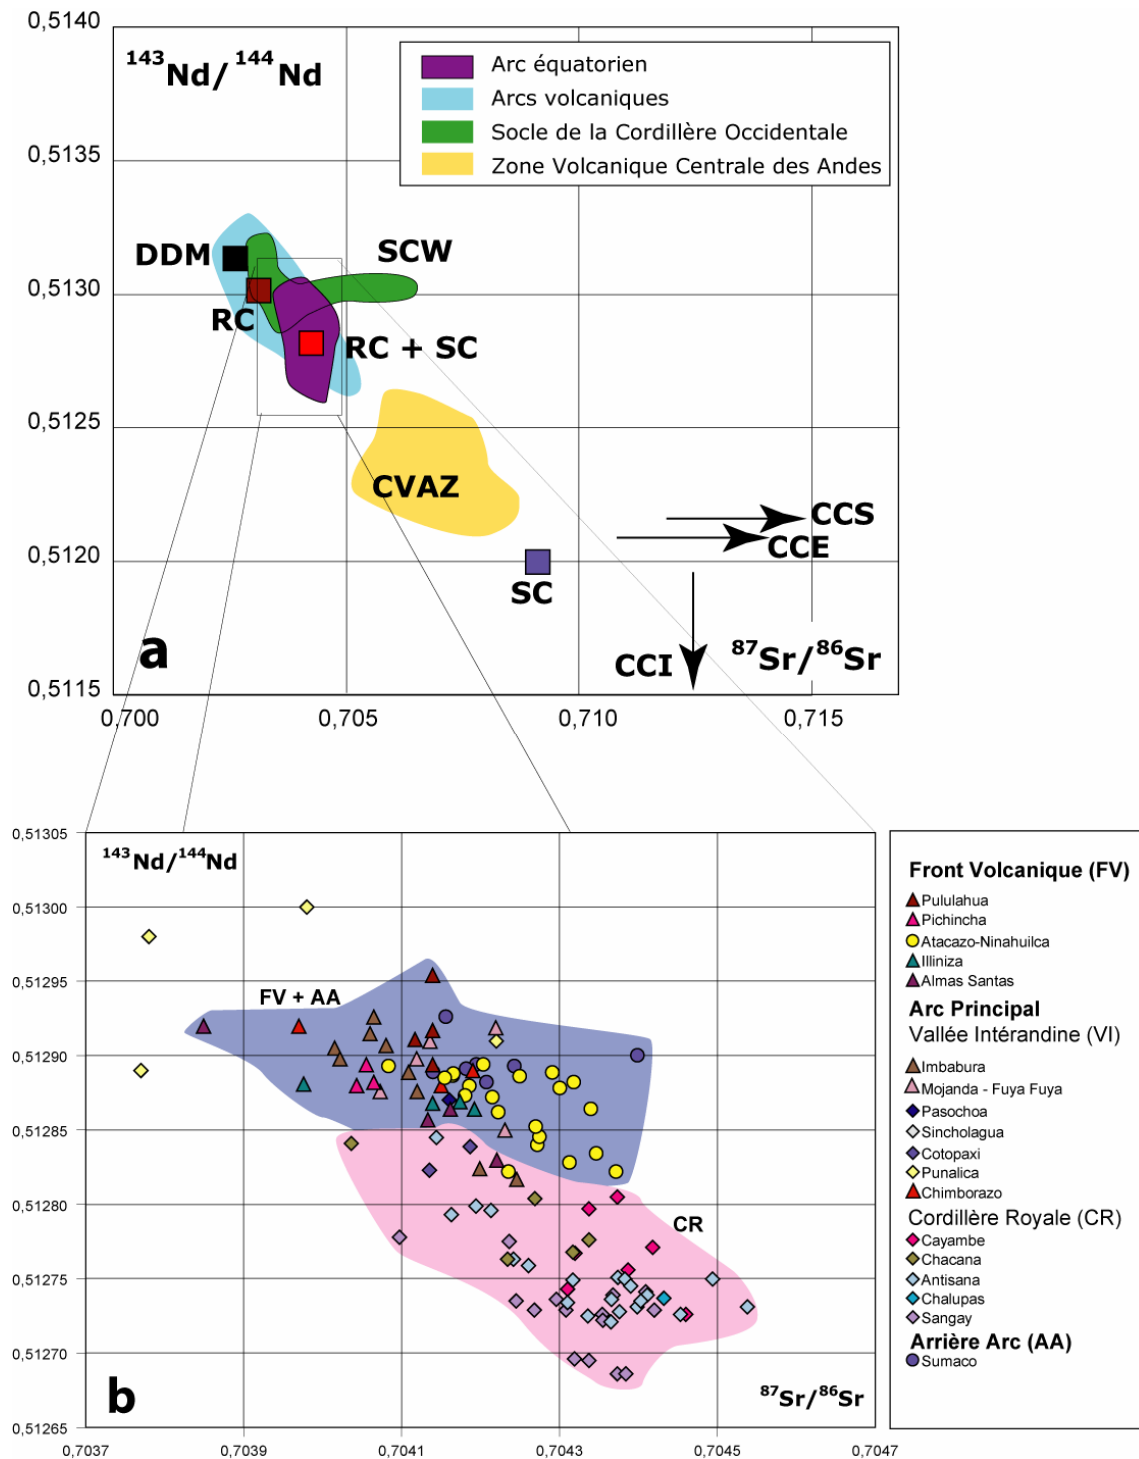 0,5140
143Nd/ 144 Nd
Arc équatorien
Arcs volcaniques
Socle de la Cordillère Occidentale
Zone Volcanique Centrale des Andes
0,5135
DDM
SCW
0,5130
RC
RC + SC
0,5125
CVAZ
CCS
CCE
0,5120
SC
a
CCI
87Sr/86Sr
0,5115
0,700
0,705
0,710
0,715
0,51305
143Nd/144Nd
0,51300
0,51295
FV + AA
0,51290
0,51285
0,51280
CR
0,51275
0,51270
b
87Sr/86Sr
0,51265
0,7037
0,7039
0,7041
0,7043
0,7045
0,7047
Front Volcanique (FV)
Pululahua
Pichincha
Atacazo-Ninahuilca
Illiniza
Almas Santas
Arc Principal
Vallée Intérandine (VI)
Imbabura
Mojanda - Fuya Fuya
Pasochoa
Sincholagua
Cotopaxi
Punalica
Chimborazo
Cordillère Royale (CR)
Cayambe
Chacana
Antisana
Chalupas
Sangay
Arrière Arc (AA)
Sumaco